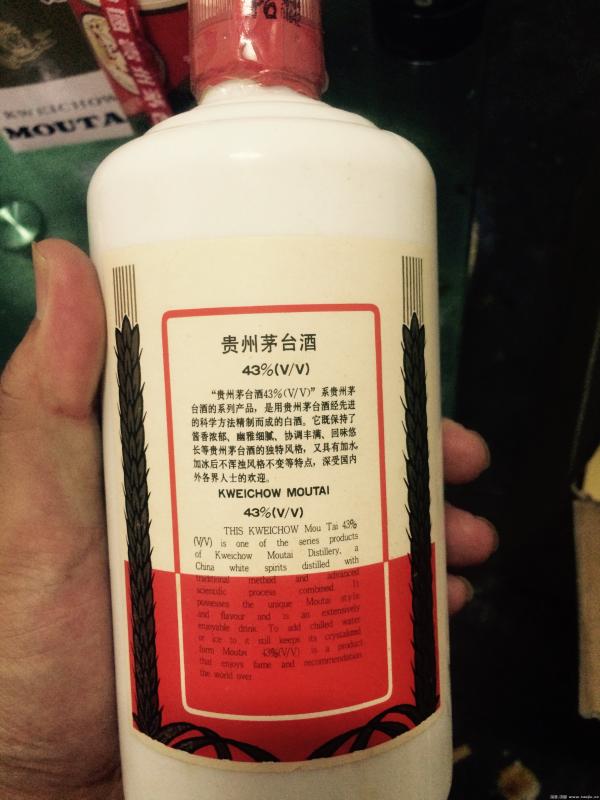 KWEICHOW
MOUTA
贵州茅台酒
43%(V/V)
“贵州茅台酒43%(V/V)”系贵州茅
台酒的系列产品，是用贵州茅台酒经先进
的科学方法精制而成的白酒。它既保持了
酱香浓郁、幽雅细腻、协调丰满、回味悠
长等贵州茅台酒的独特风格，又具有加水、
加冰后不浑浊风格不变等特点，深受国内
外各界人士的欢迎。
KWEICHOW MOUTAI
43%(V/V)
THIS KWEICHOW Mou Tai 43%
(V/V) is one of the series products
of Kweichow Moutai Distillery, a
China white spirits distilled with
traditional method and advanced
scientific process combined. It
possesses the unique Moutai style
and flavour and is an extensively
enjoyable drink. To add chilled water
or ice to it still keeps its crystalized
form Moutai 43%(V/V) is a product
that enjoys fame and recommendation
the world over